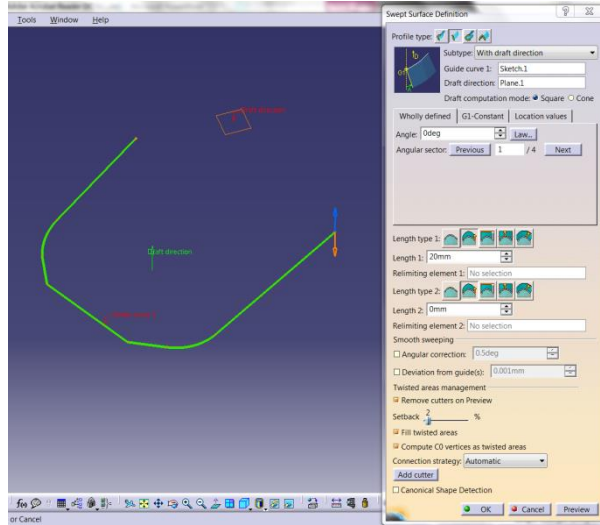 Tools Window Help
Swept Surface Definition
Profile type:
Subtype: With draft direction
Guide curve 1: Sketch.1
Draft direction: Plane.1
Draft computation mode: Square Cone
Wholly defined G1-Constant Location values
Angle: 0deg Law...
Angular sector: Previous 1 / 4 Next
Draft direction
Length type 1:
Length 1: 20mm
Relimiting element 1: No selection
Length type 2:
Length 2: 0mm
Relimiting element 2: No selection
Smooth sweeping
Angular correction: 0.5deg
Deviation from guide(s): 0.001mm
Twisted areas management
Remove cutters on Preview
Setback 2 %
Fill twisted areas
Compute C0 vertices as twisted areas
Connection strategy: Automatic
Add cutter
Canonical Shape Detection
OK Cancel Preview
or Cancel